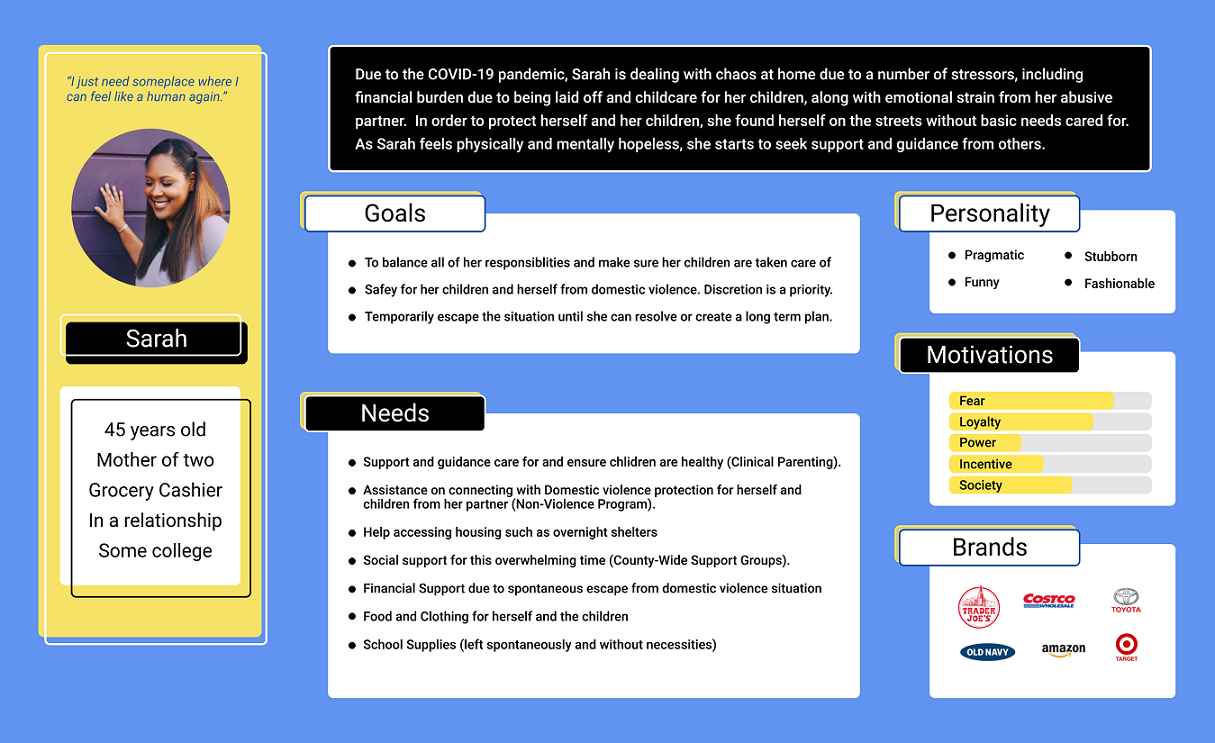 “I just need someplace where I
can feel like a human again.”
Sarah
45 years old
Mother of two
Grocery Cashier
In a relationship
Some college
Due to the COVID-19 pandemic, Sarah is dealing with chaos at home due to a number of stressors, including
financial burden due to being laid off and childcare for her children, along with emotional strain from her abusive
partner.  In order to protect herself and her children, she found herself on the streets without basic needs cared for.
As Sarah feels physically and mentally hopeless, she starts to seek support and guidance from others.
Goals
To balance all of her responsiblities and make sure her children are taken care of
Safey for her children and herself from domestic violence. Discretion is a priority.
Temporarily escape the situation until she can resolve or create a long term plan.
Needs
Support and guidance care for and ensure chlidren are healthy (Clinical Parenting).
Assistance on connecting with Domestic violence protection for herself and
children from her partner (Non-Violence Program).
Help accessing housing such as overnight shelters
Social support for this overwhelming time (County-Wide Support Groups).
Financial Support due to spontaneous escape from domestic violence situation
Food and Clothing for herself and the children
School Supplies (left spontaneously and without necessities)
Personality
Pragmatic
Stubborn
Funny
Fashionable
Motivations
Fear
Loyalty
Power
Incentive
Society
Brands
TRADER
JOE'S
COSTCO
WHOLESALE
TOYOTA
OLD NAVY
amazon
TARGET